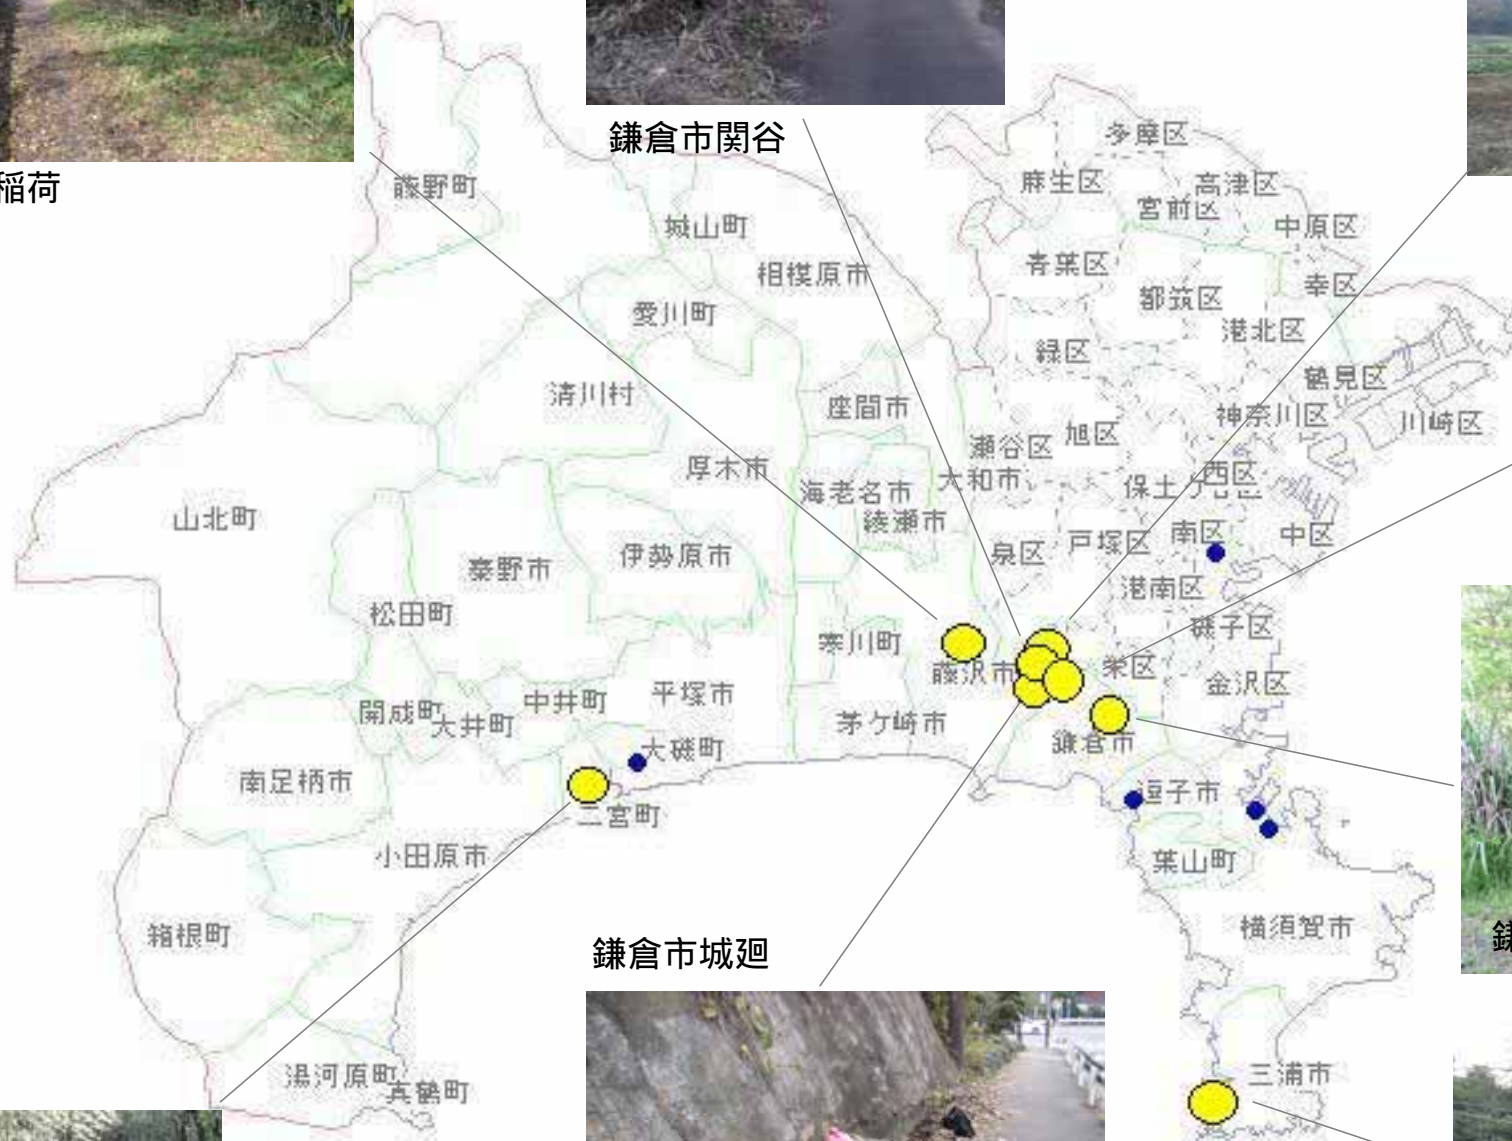 鎌倉市関谷
稲荷
多摩区
藤野町
麻生区
高津区
宮前区
城山町
中原区
相模原市
青葉区
幸区
都筑区
愛川町
港北区
緑区
鶴見区
清川村
座間市
神奈川区
川崎区
旭区
瀬谷区
厚木市
西区
大和市
海老名市
保土
綾瀬市
山北町
南区
中区
戸塚区
泉区
伊勢原市
秦野市
港南区
松田町
磯子区
寒川町
栄区
藤沢市
金沢区
平塚市
中井町
開成町
大井町
茅ケ崎市
鎌倉市
大磯町
南足柄市
逗子市
二宮町
小田原市
葉山町
横須賀市
箱根町
鎌倉市城廻
湯河原町
真鶴町
三浦市